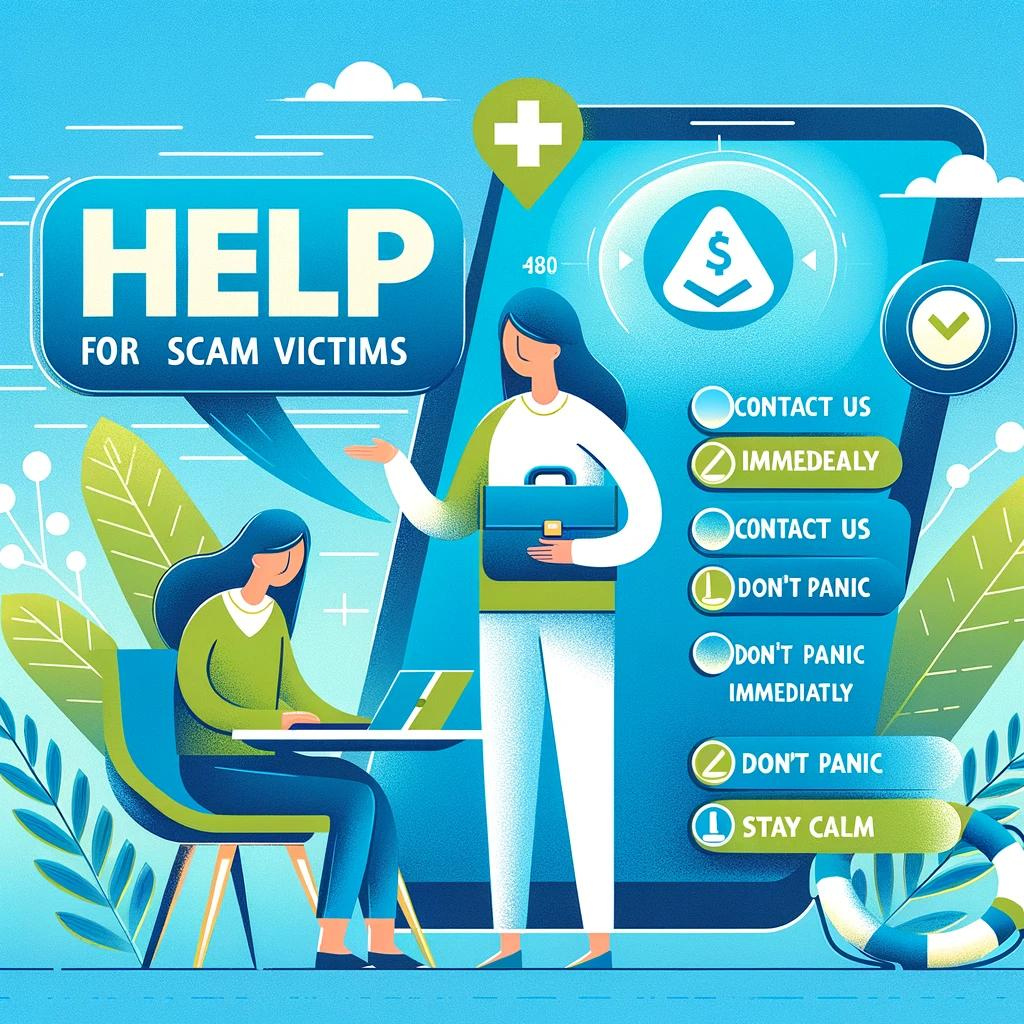 HELP
FOR SCAM VICTIMS
480
$
CONTACT US
IMMEDEALY
CONTACT US
DON'T PANIC
DON'T PANIC
IMMEDIATLY
DON'T PANIC
STAY CALM